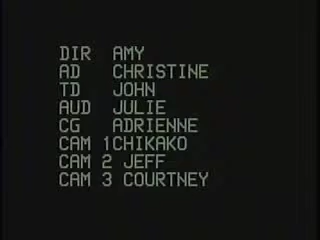 DIR AMY
AD CHRISTINE
TD JOHN
AUD JULIE
CG ADRIENNE
CAM 1CHIKAKO
CAM 2 JEFF
CAM 3 COURTNEY